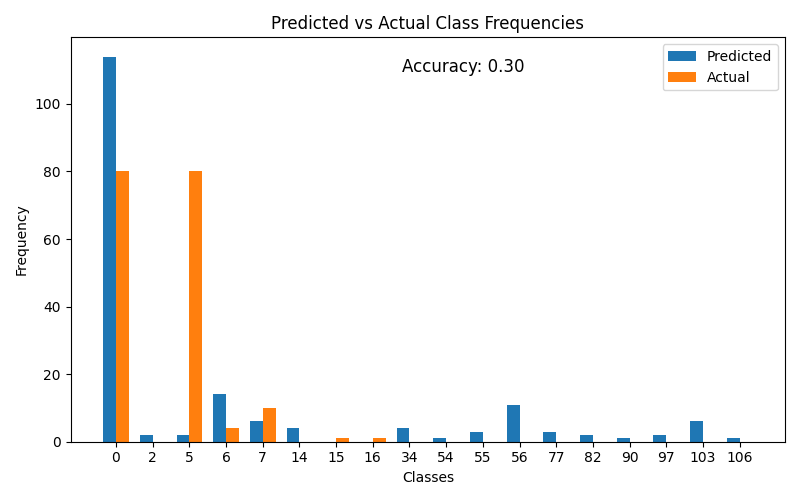 Predicted vs Actual Class Frequencies
Accuracy: 0.30
Predicted
Actual
Frequency
100
80
60
40
20
0
0 2 5 6 7 14 15 16 34 54 55 56 77 82 90 97 103 106
Classes